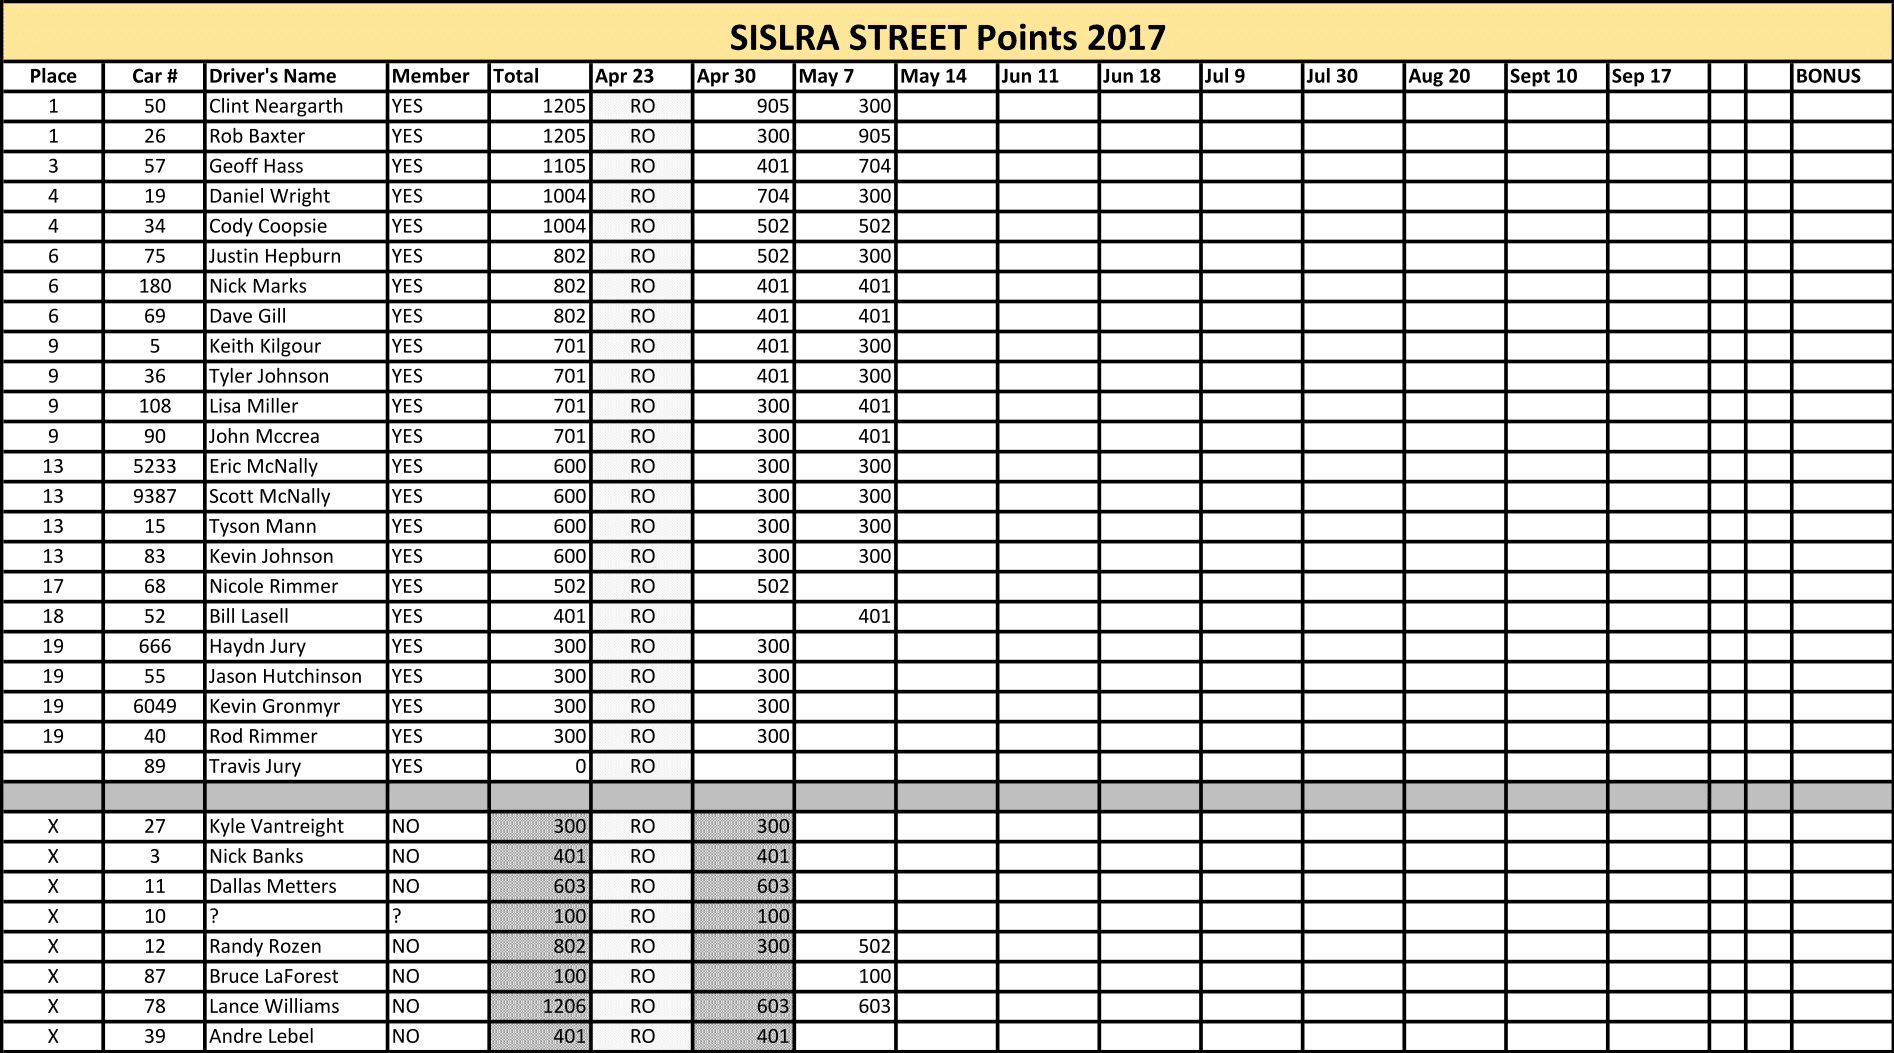 SISLRA STREET Points 2017
Place Car # Driver's Name Member Total Apr 23 Apr 30 May 7 May 14 Jun 11 Jun 18 Jul 9 Jul 30 Aug 20 Sept 10 Sep 17 BONUS
1 50 Clint Neargarth YES 1205 RO 905 300
1 26 Rob Baxter YES 1205 RO 300 905
3 57 Geoff Hass YES 1105 RO 401 704
4 19 Daniel Wright YES 1004 RO 704 300
4 34 Cody Coopsie YES 1004 RO 502 502
6 75 Justin Hepburn YES 802 RO 502 300
6 180 Nick Marks YES 802 RO 401 401
6 69 Dave Gill YES 802 RO 401 401
9 5 Keith Kilgour YES 701 RO 401 300
9 36 Tyler Johnson YES 701 RO 401 300
9 108 Lisa Miller YES 701 RO 300 401
9 90 John Mccrea YES 701 RO 300 401
13 5233 Eric McNally YES 600 RO 300 300
13 9387 Scott McNally YES 600 RO 300 300
13 15 Tyson Mann YES 600 RO 300 300
13 83 Kevin Johnson YES 600 RO 300 300
17 68 Nicole Rimmer YES 502 RO 502
18 52 Bill Lasell YES 401 RO 401
19 666 Haydn Jury YES 300 RO 300
19 55 Jason Hutchinson YES 300 RO 300
19 6049 Kevin Gronmyr YES 300 RO 300
19 40 Rod Rimmer YES 300 RO 300
89 Travis Jury YES 0 RO
X 27 Kyle Vantreight NO 300 RO 300
X 3 Nick Banks NO 401 RO 401
X 11 Dallas Metters NO 603 RO 603
X 10 ? ? 100 RO 100
X 12 Randy Rozen NO 802 RO 300 502
X 87 Bruce LaForest NO 100 RO 100
X 78 Lance Williams NO 1206 RO 603 603
X 39 Andre Lebel NO 401 RO 401